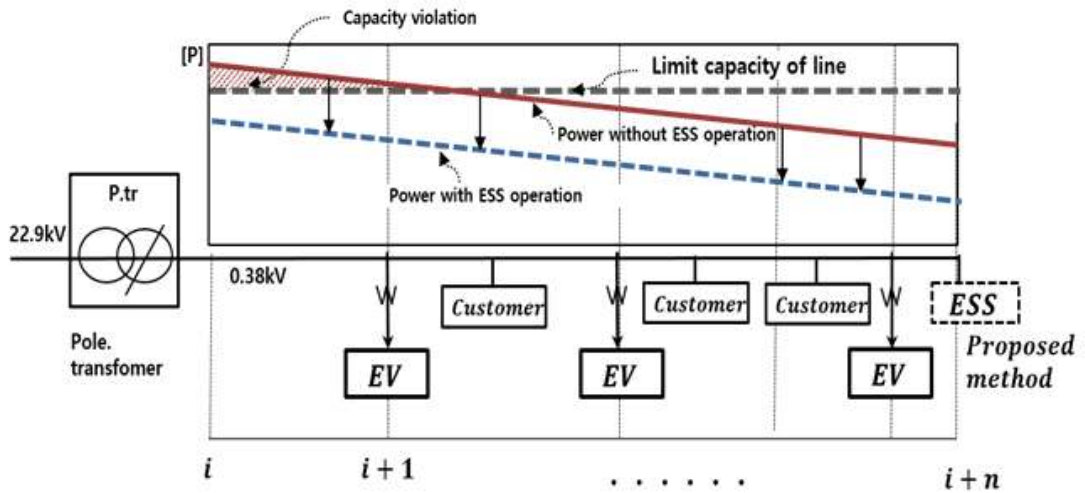 Capacity violation
[P]
Limit capacity of line
Power without ESS operation
Power with ESS operation
P.tr
22.9kV
0.38kV
Pole.
transfomer
Customer
Customer
Customer
ESS
EV
EV
EV
Proposed
method
i
i + 1
. . . . . .
i + n